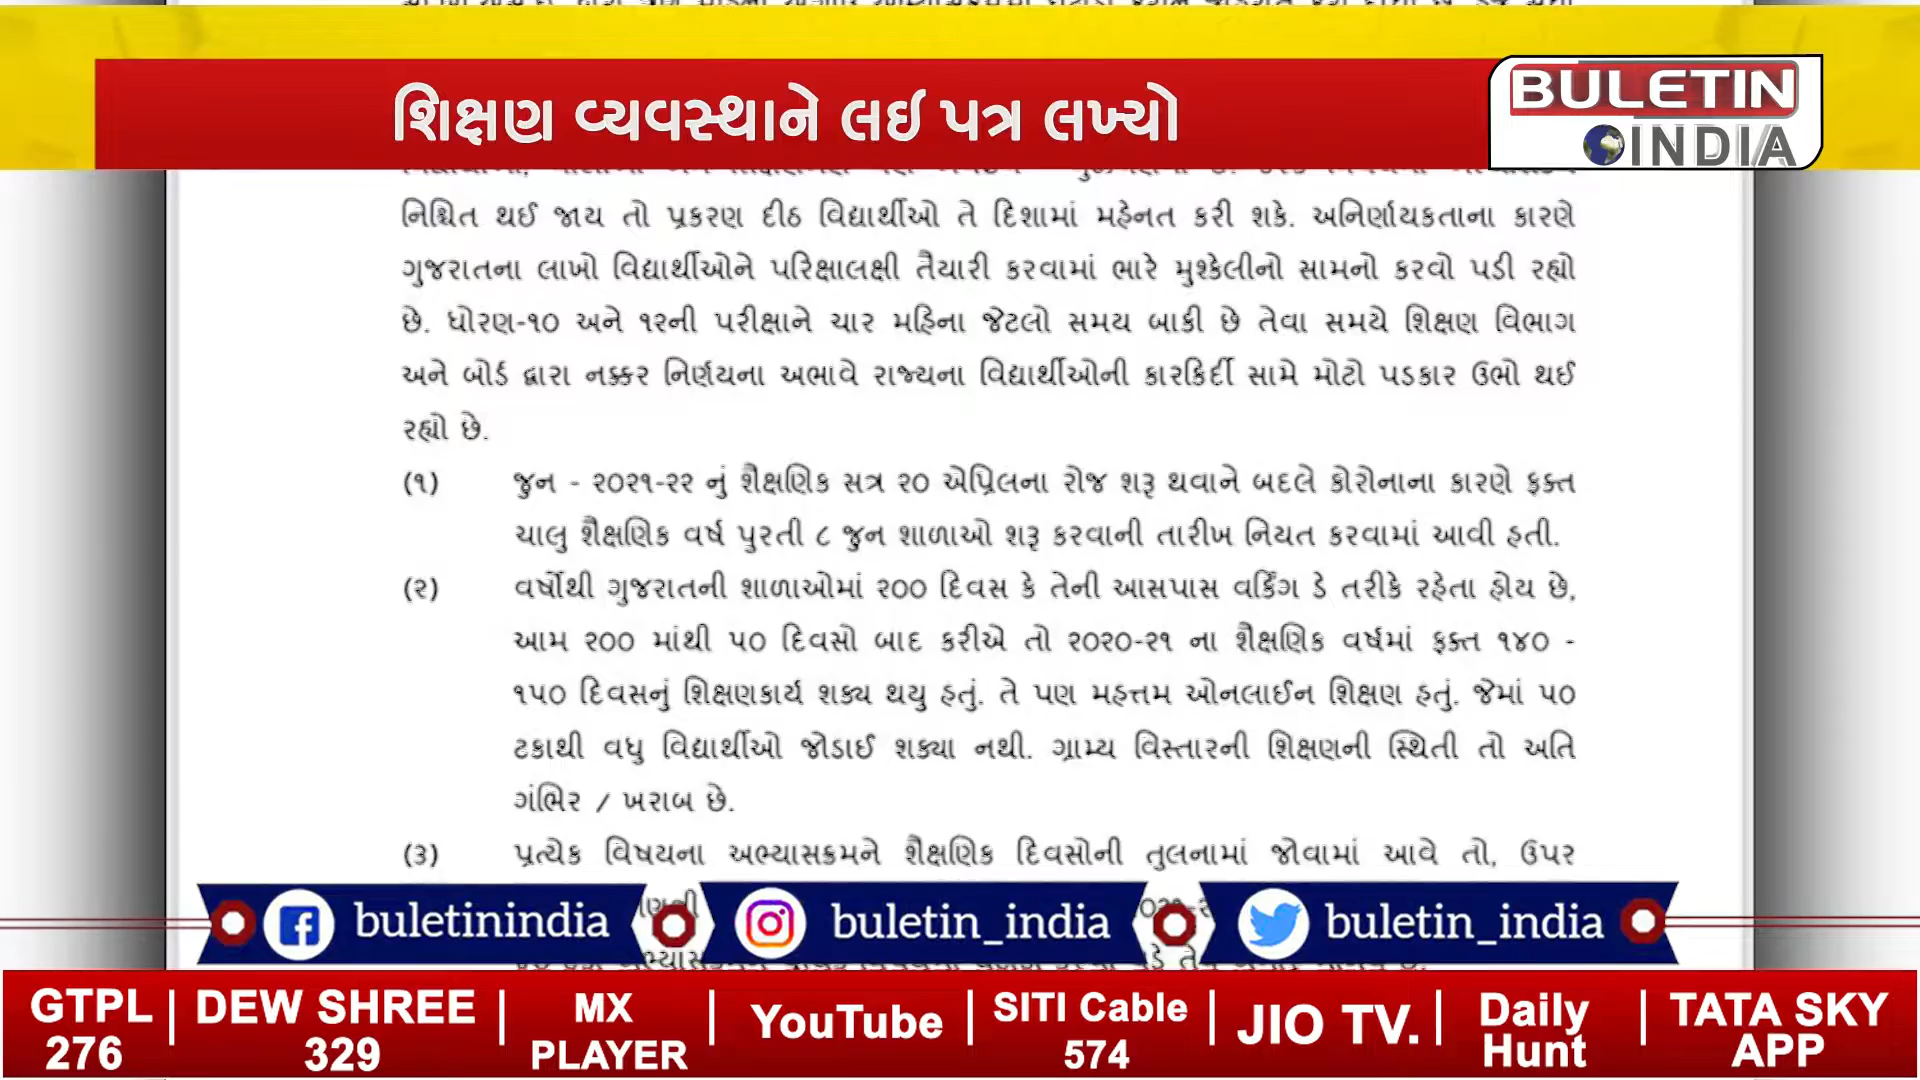 શિક્ષણ વ્યવસ્થાને લઇ પત્ર લખ્યો
BULETIN
INDIA
નિશ્ચિત થઈ જાય તો પ્રકરણ દીઠ વિદ્યાર્થીઓ તે દિશામાં મહેનત કરી શકે. અનિર્ણાયકતાના કારણે
ગુજરાતના લાખો વિદ્યાર્થીઓને પરિક્ષાલક્ષી તૈયારી કરવામાં ભારે મુશ્કેલીનો સામનો કરવો પડી રહ્યો
છે. ધોરણ-૧૦ અને ૧૨ની પરીક્ષાને ચાર મહિના જેટલો સમય બાકી છે તેવા સમયે શિક્ષણ વિભાગ
અને બોર્ડ દ્વારા નક્કર નિર્ણયના અભાવે રાજ્યના વિદ્યાર્થીઓની કારકિર્દી સામે મોટો પડકાર ઉભો થઈ
રહ્યો છે.
(૧) જુન - ૨૦૨૧-૨૨ નું શૈક્ષણિક સત્ર ૨૦ એપ્રિલના રોજ શરૂ થવાને બદલે કોરોનાના કારણે ફક્ત
ચાલુ શૈક્ષણિક વર્ષ પુરતી ૮ જુન શાળાઓ શરૂ કરવાની તારીખ નિયત કરવામાં આવી હતી.
(૨) વર્ષોથી ગુજરાતની શાળાઓમાં ૨૦૦ દિવસ કે તેની આસપાસ વર્કિંગ ડે તરીકે રહેતા હોય છે,
આમ ૨૦૦ માંથી ૫૦ દિવસો બાદ કરીએ તો ૨૦૨૦-૨૧ ના શૈક્ષણિક વર્ષમાં ફક્ત ૧૪૦ -
૧૫૦ દિવસનું શિક્ષણકાર્ય શક્ય થયુ હતું. તે પણ મહત્તમ ઓનલાઈન શિક્ષણ હતું. જેમાં ૫૦
ટકાથી વધુ વિદ્યાર્થીઓ જોડાઈ શક્યા નથી. ગ્રામ્ય વિસ્તારની શિક્ષણની સ્થિતી તો અતિ
ગંભિર / ખરાબ છે.
(૩) પ્રત્યેક વિષયના અભ્યાસક્રમને શૈક્ષણિક દિવસોની તુલનામાં જોવામાં આવે તો, ઉપર
buletinindia buletin_india buletin_india
GTPL 276 | DEW SHREE 329 | MX PLAYER | YouTube | SITI Cable 574 | JIO TV. | Daily Hunt | TATA SKY APP